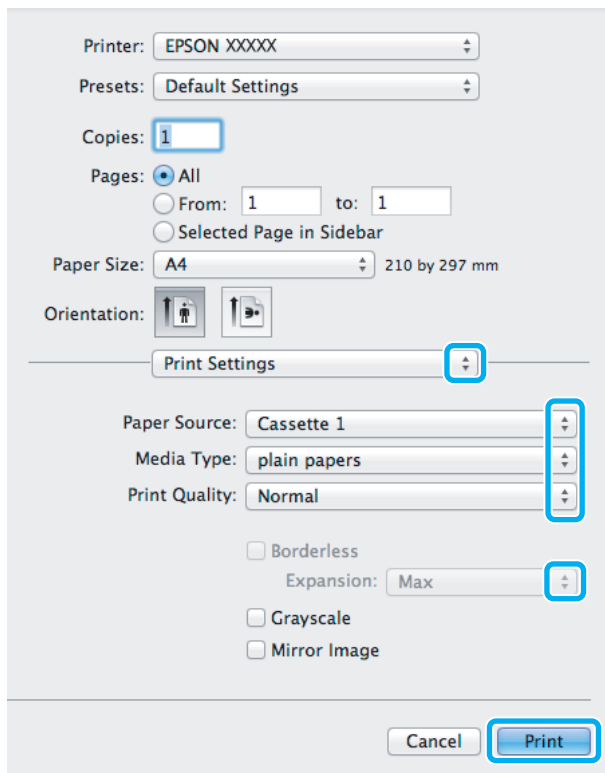 Printer: EPSON XXXXX
Presets: Default Settings
Copies: 1
Pages: All
From: 1 to: 1
Selected Page in Sidebar
Paper Size: A4 210 by 297 mm
Orientation:
Print Settings
Paper Source: Cassette 1
Media Type: plain papers
Print Quality: Normal
Borderless
Expansion: Max
Grayscale
Mirror Image
Cancel Print